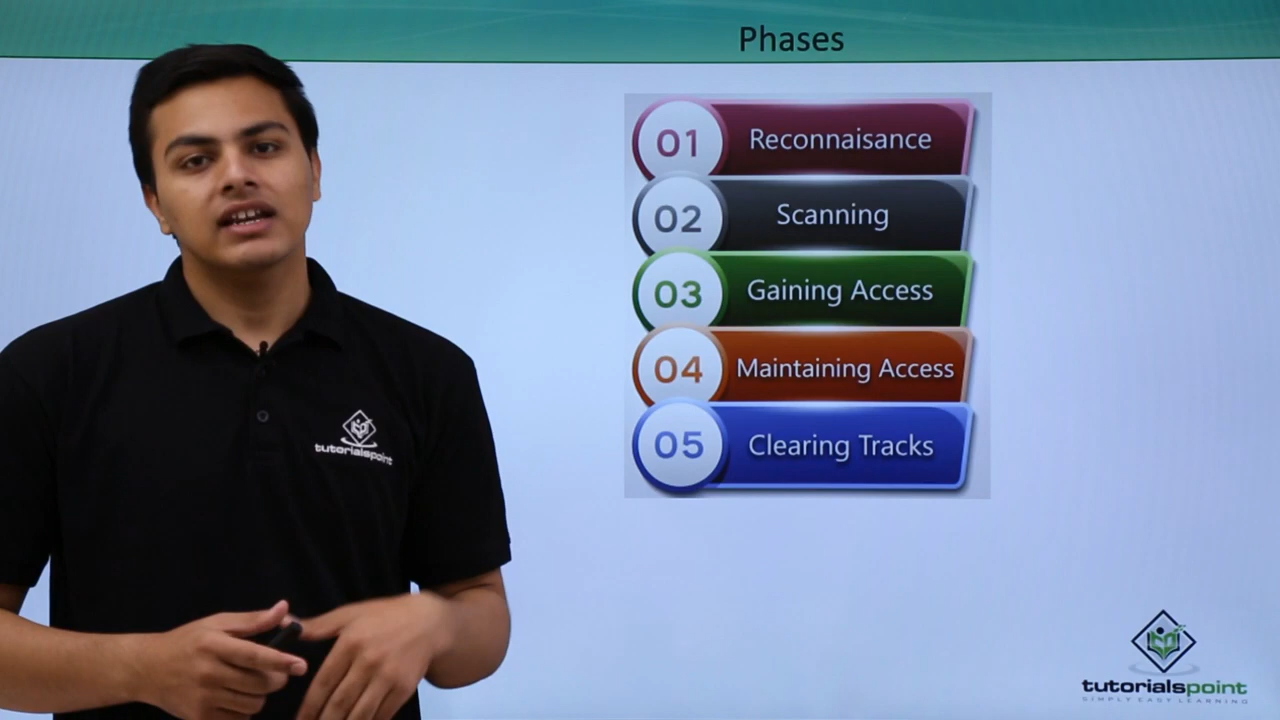 Phases
01 Reconnaisance
02 Scanning
03 Gaining Access
04 Maintaining Access
05 Clearing Tracks
tutorialspoint
tutorialspoint
SIMPLY EASY LEARNING